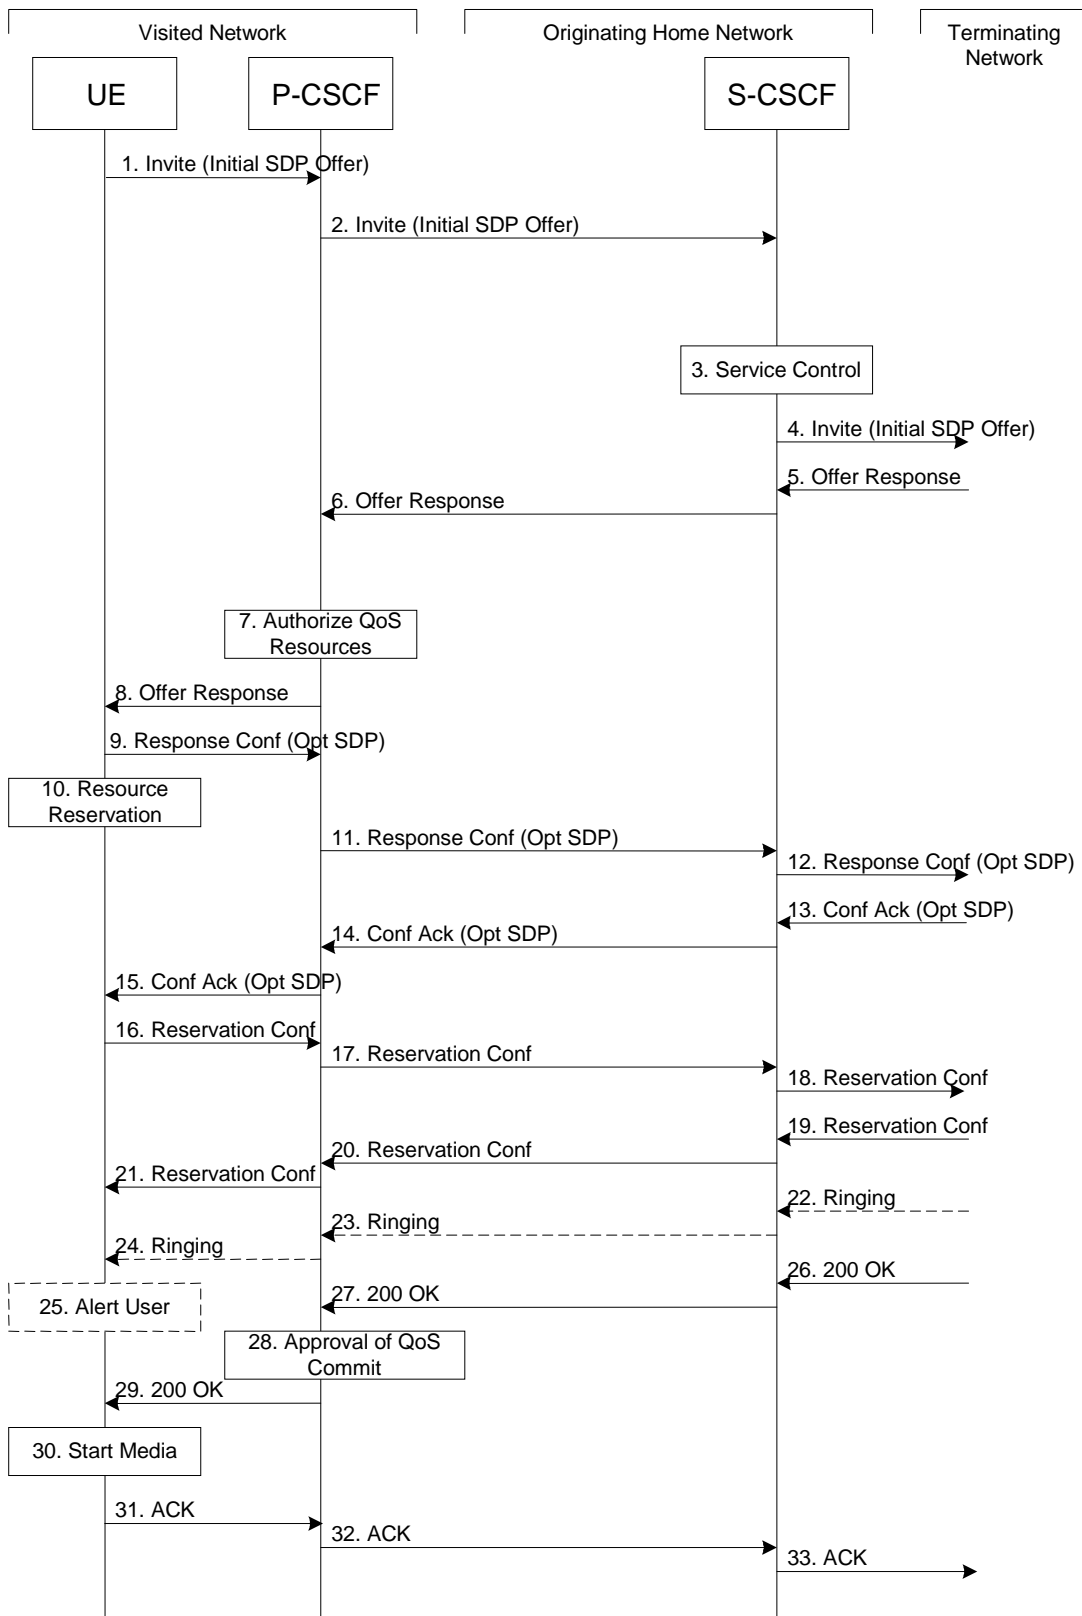 Visited Network
Originating Home Network
Terminating
Network
UE
P-CSCF
S-CSCF
1. Invite (Initial SDP Offer)
2. Invite (Initial SDP Offer)
3. Service Control
4. Invite (Initial SDP Offer)
5. Offer Response
6. Offer Response
7. Authorize QoS
Resources
8. Offer Response
9. Response Conf (Opt SDP)
10. Resource
Reservation
11. Response Conf (Opt SDP)
12. Response Conf (Opt SDP)
13. Conf Ack (Opt SDP)
14. Conf Ack (Opt SDP)
15. Conf Ack (Opt SDP)
16. Reservation Conf
17. Reservation Conf
18. Reservation Conf
19. Reservation Conf
20. Reservation Conf
21. Reservation Conf
22. Ringing
23. Ringing
24. Ringing
25. Alert User
26. 200 OK
27. 200 OK
28. Approval of QoS
Commit
29. 200 OK
30. Start Media
31. ACK
32. ACK
33. ACK